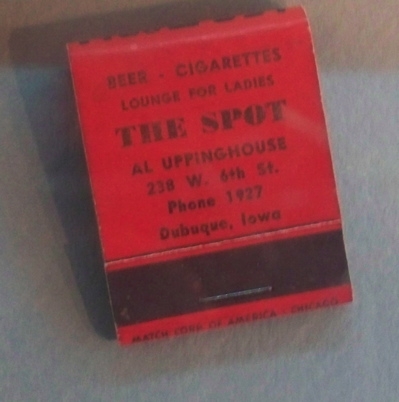 BEER - CIGARETTES
LOUNGE FOR LADIES
THE SPOT
AL UPPINGHOUSE
238 W. 6th St.
Phone 1927
Dubuque, Iowa
MATCH CORP. OF AMERICA - CHICAGO